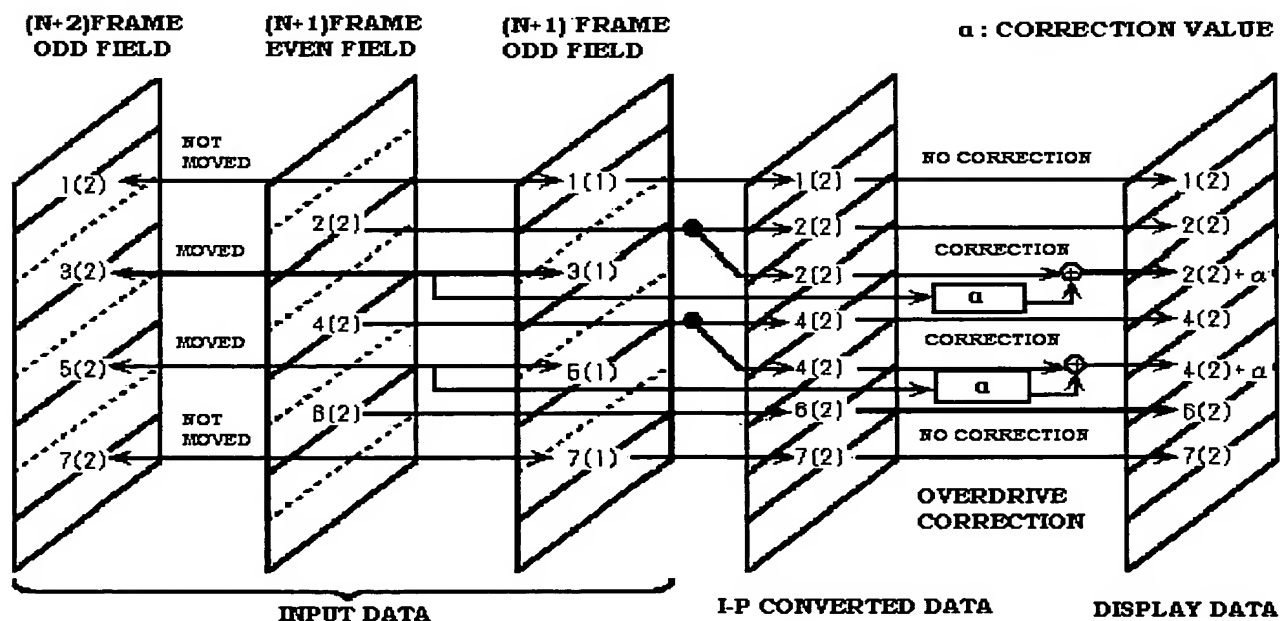 (N+2)FRAME
ODD FIELD
(N+1)FRAME
EVEN FIELD
(N+1) FRAME
ODD FIELD
α : CORRECTION VALUE
NOT
MOVED
NO CORRECTION
1(2)
1(1)
1(2)
1(2)
2(2)
2(2)
2(2)
MOVED
CORRECTION
3(2)
3(1)
2(2)
2(2)+α
α
4(2)
4(2)
4(2)
MOVED
CORRECTION
5(2)
5(1)
4(2)
4(2)+α
α
6(2)
6(2)
6(2)
NOT
MOVED
NO CORRECTION
7(2)
7(1)
7(2)
7(2)
OVERDRIVE
CORRECTION
INPUT DATA
I-P CONVERTED DATA
DISPLAY DATA